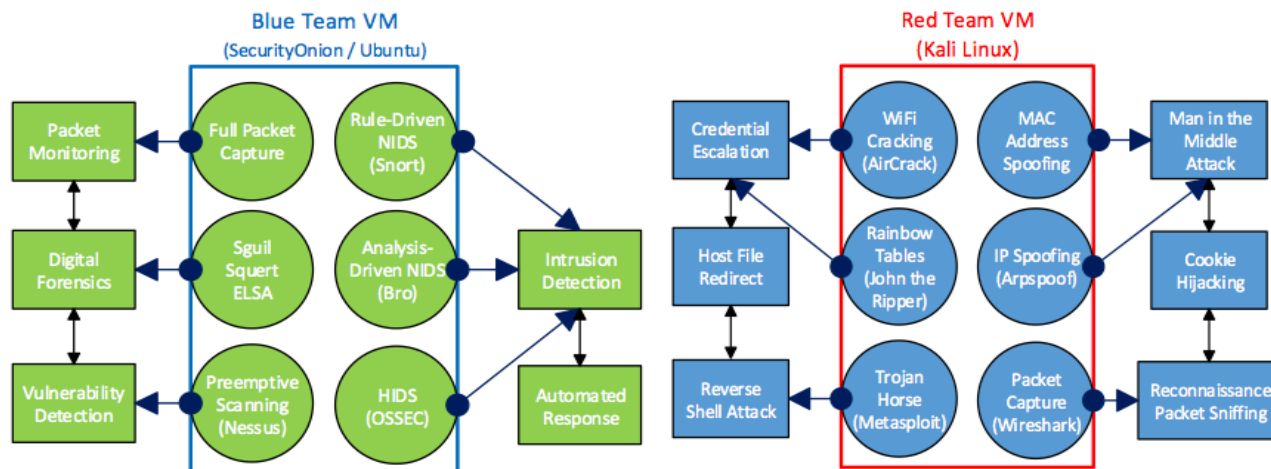 Blue Team VM
(SecurityOnion / Ubuntu)
Packet
Monitoring
Full Packet
Capture
Rule-Driven
NIDS
(Snort)
Digital
Forensics
Sguil
Squert
ELSA
Analysis-
Driven NIDS
(Bro)
Intrusion
Detection
Vulnerability
Detection
Preemptive
Scanning
(Nessus)
HIDS
(OSSEC)
Automated
Response
Red Team VM
(Kali Linux)
Credential
Escalation
WiFi
Cracking
(AirCrack)
MAC
Address
Spoofing
Man in the
Middle
Attack
Host File
Redirect
Rainbow
Tables
(John the
Ripper)
IP Spoofing
(Arpspoof)
Cookie
Hijacking
Reverse
Shell Attack
Trojan
Horse
(Metasploit)
Packet
Capture
(Wireshark)
Reconnaissance
Packet Sniffing